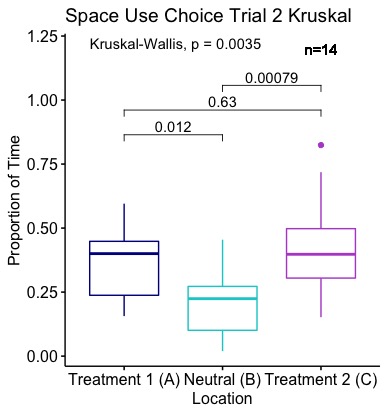 Space Use Choice Trial 2 Kruskal
Kruskal-Wallis, p = 0.0035
n=14
0.00079
0.63
0.012
1.25
1.00
0.75
0.50
0.25
0.00
Proportion of Time
Treatment 1 (A) Neutral (B) Treatment 2 (C)
Location